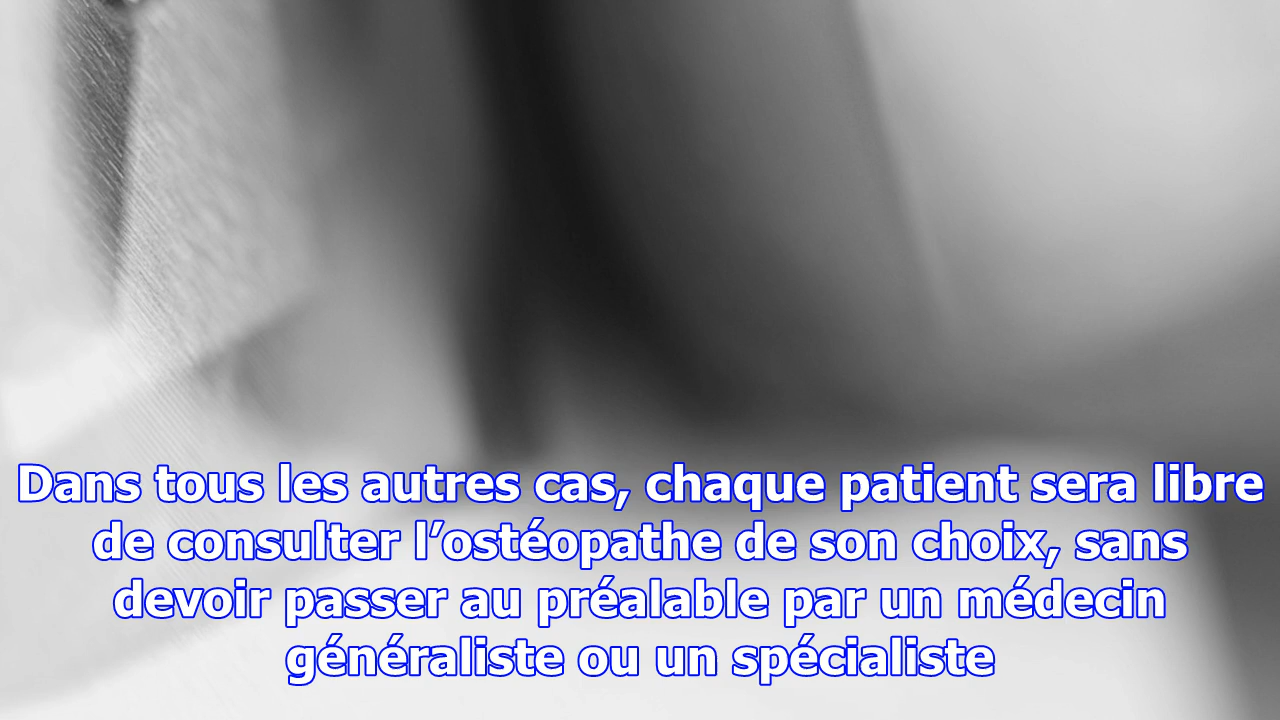 Dans tous les autres cas, chaque patient sera libre
de consulter l’ostéopathe de son choix, sans
devoir passer au préalable par un médecin
généraliste ou un spécialiste